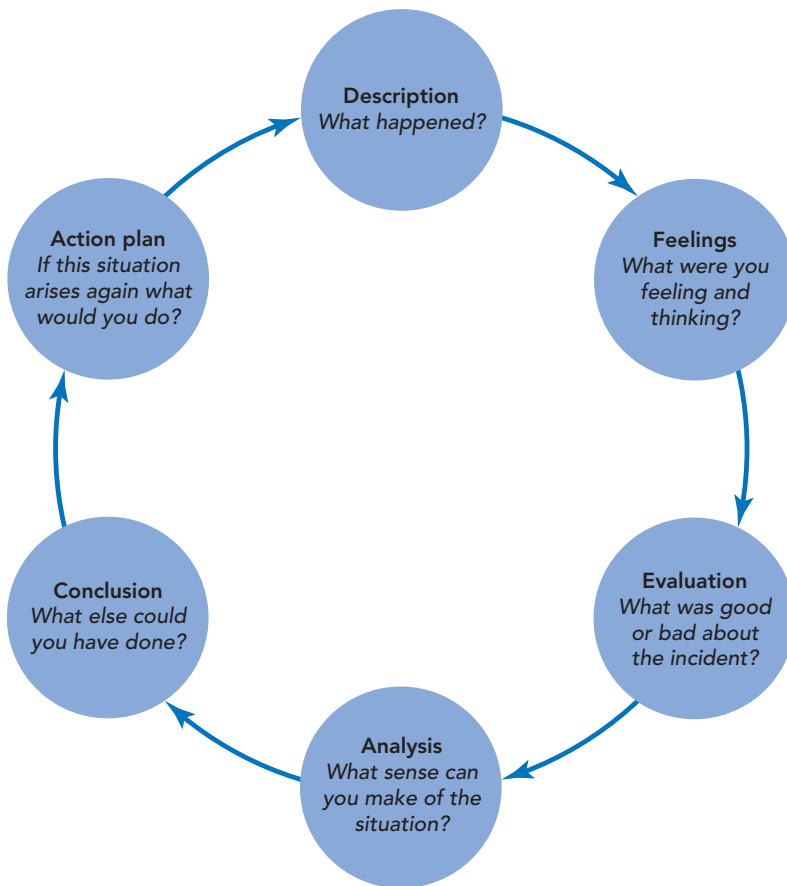 Description
What happened?
Feelings
What were you
feeling and
thinking?
Evaluation
What was good
or bad about
the incident?
Analysis
What sense can
you make of the
situation?
Conclusion
What else could
you have done?
Action plan
If this situation
arises again what
would you do?